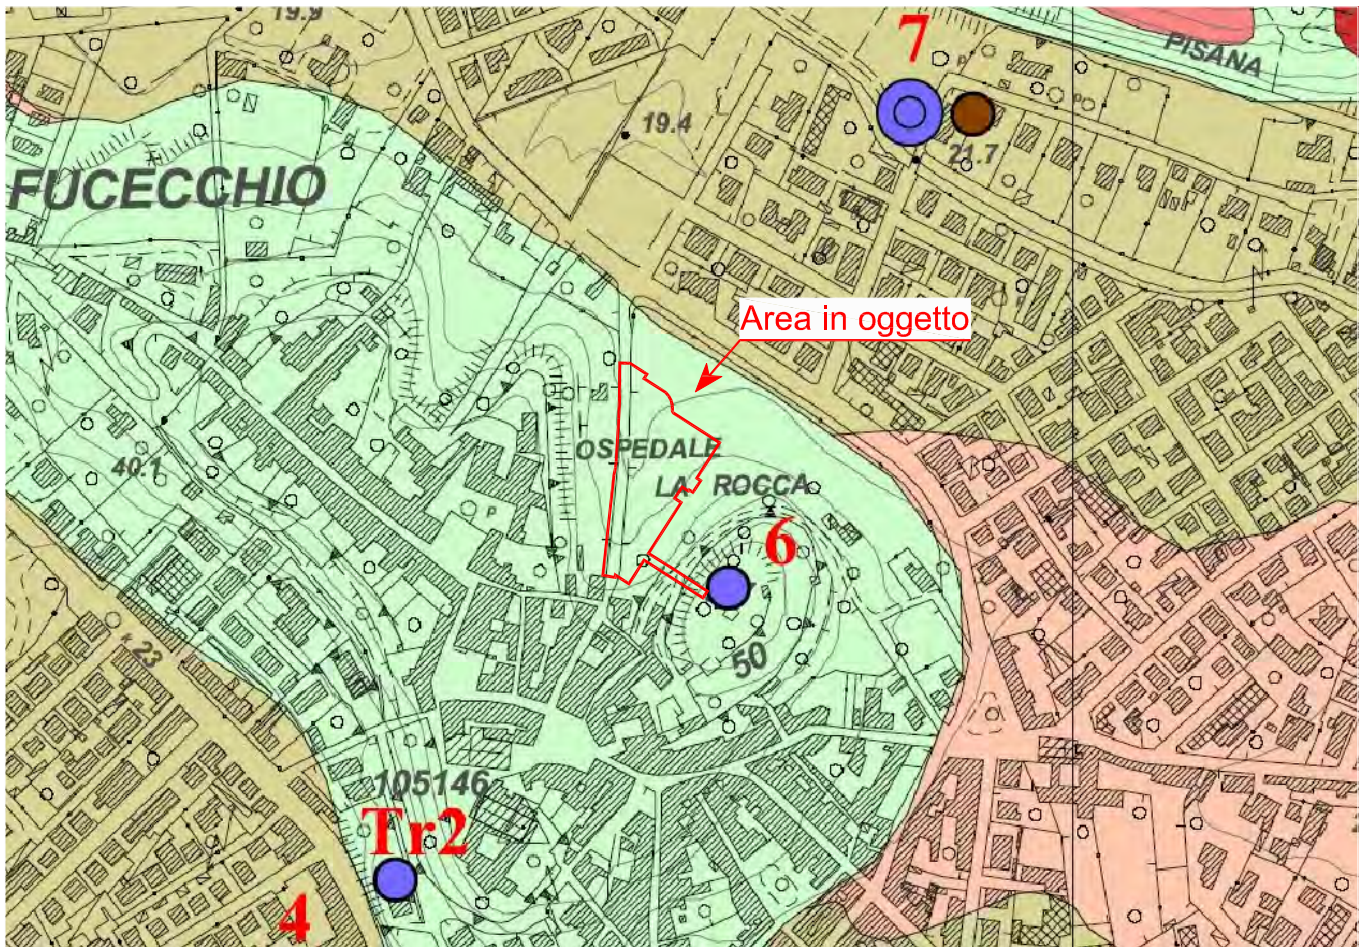 19.9
7
PISANA
19.4
21.7
FUCECCHIO
Area in oggetto
OSPEDALE
40.1
LA ROCCA
P
6
50
23
105146
Tr2
4